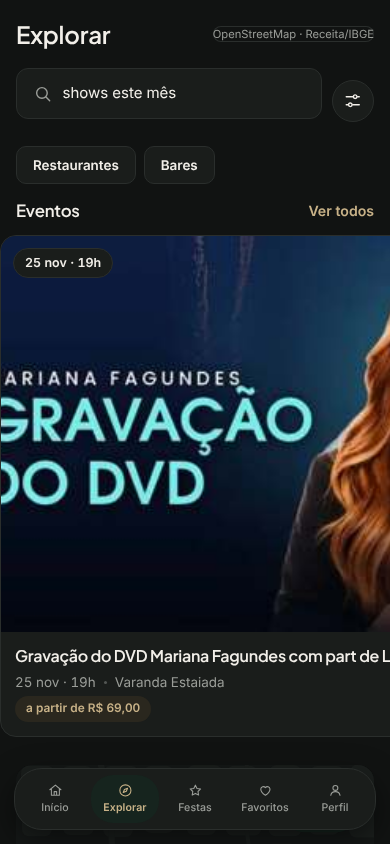 Explorar
OpenStreetMap · Receita/IBGE
shows este mês
Restaurantes
Bares
Eventos
Ver todos
25 nov · 19h
ARIANA FAGUNDES
GRAVAÇÃO
DO DVD
Gravação do DVD Mariana Fagundes com part de L
25 nov · 19h · Varanda Estaiada
a partir de R$ 69,00
Início
Explorar
Festas
Favoritos
Perfil